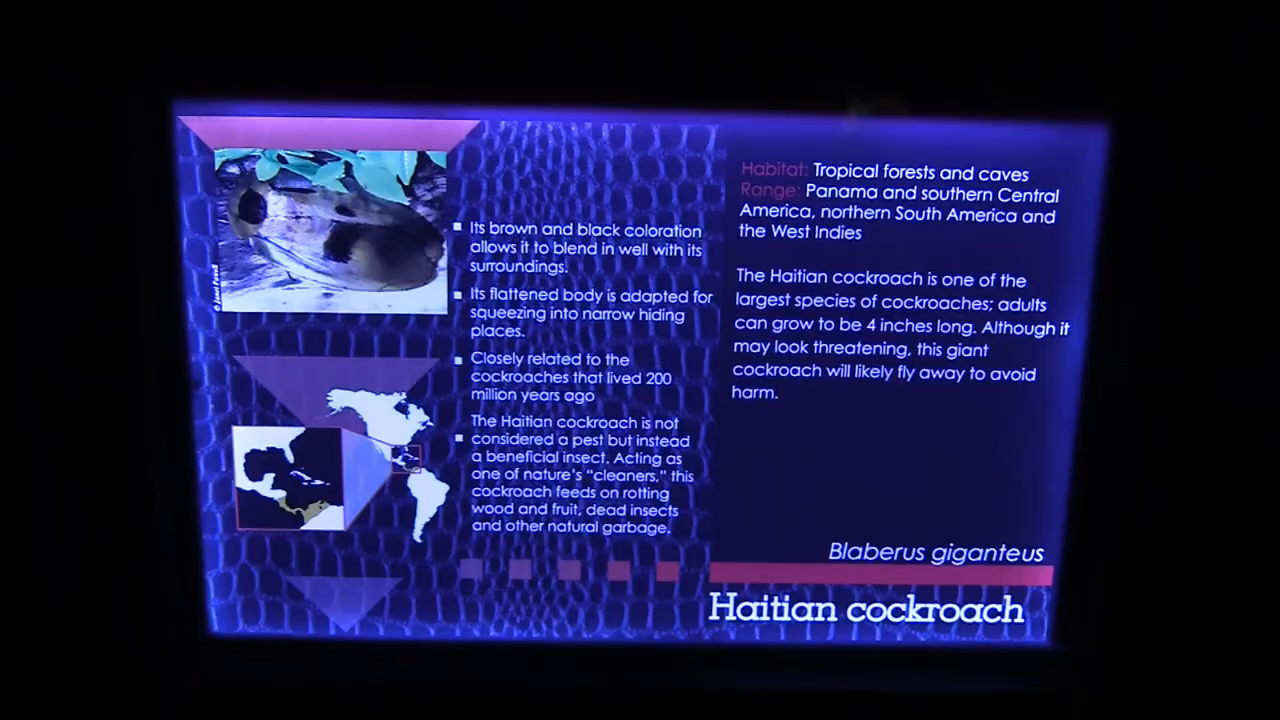 Its brown and black coloration
allows it to blend in well with its
surroundings.
Its flattened body is adapted for
squeezing into narrow hiding
places.
Closely related to the
cockroaches that lived 200
million years ago
The Haitian cockroach is not
considered a pest but instead
a beneficial insect. Acting as
one of nature's "cleaners," this
cockroach feeds on rotting
wood and fruit, dead insects
and other natural garbage.
Habitat: Tropical forests and caves
Range: Panama and southern Central
America, northern South America and
the West Indies
The Haitian cockroach is one of the
largest species of cockroaches; adults
can grow to be 4 inches long. Although it
may look threatening, this giant
cockroach will likely fly away to avoid
harm.
Blaberus giganteus
Haitian cockroach